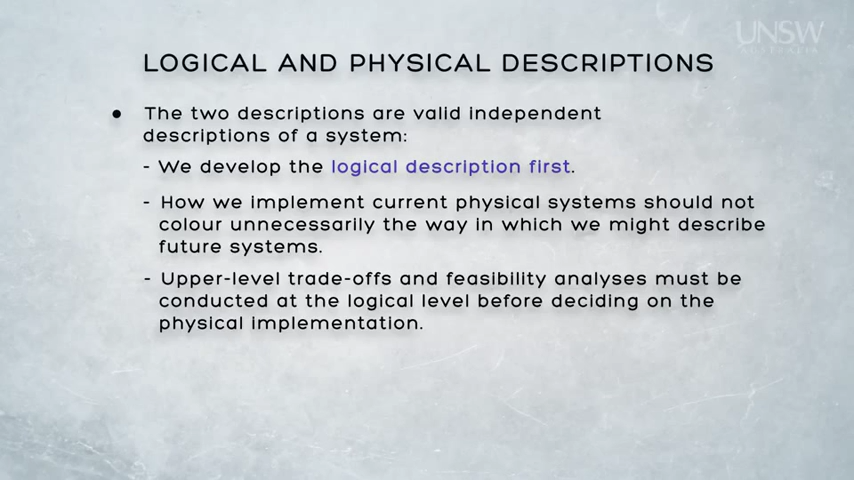 UNSW
AUSTRALIA
LOGICAL AND PHYSICAL DESCRIPTIONS
● The two descriptions are valid independent
descriptions of a system:
- We develop the logical description first.
- How we implement current physical systems should not
colour unnecessarily the way in which we might describe
future systems.
- Upper-level trade-offs and feasibility analyses must be
conducted at the logical level before deciding on the
physical implementation.